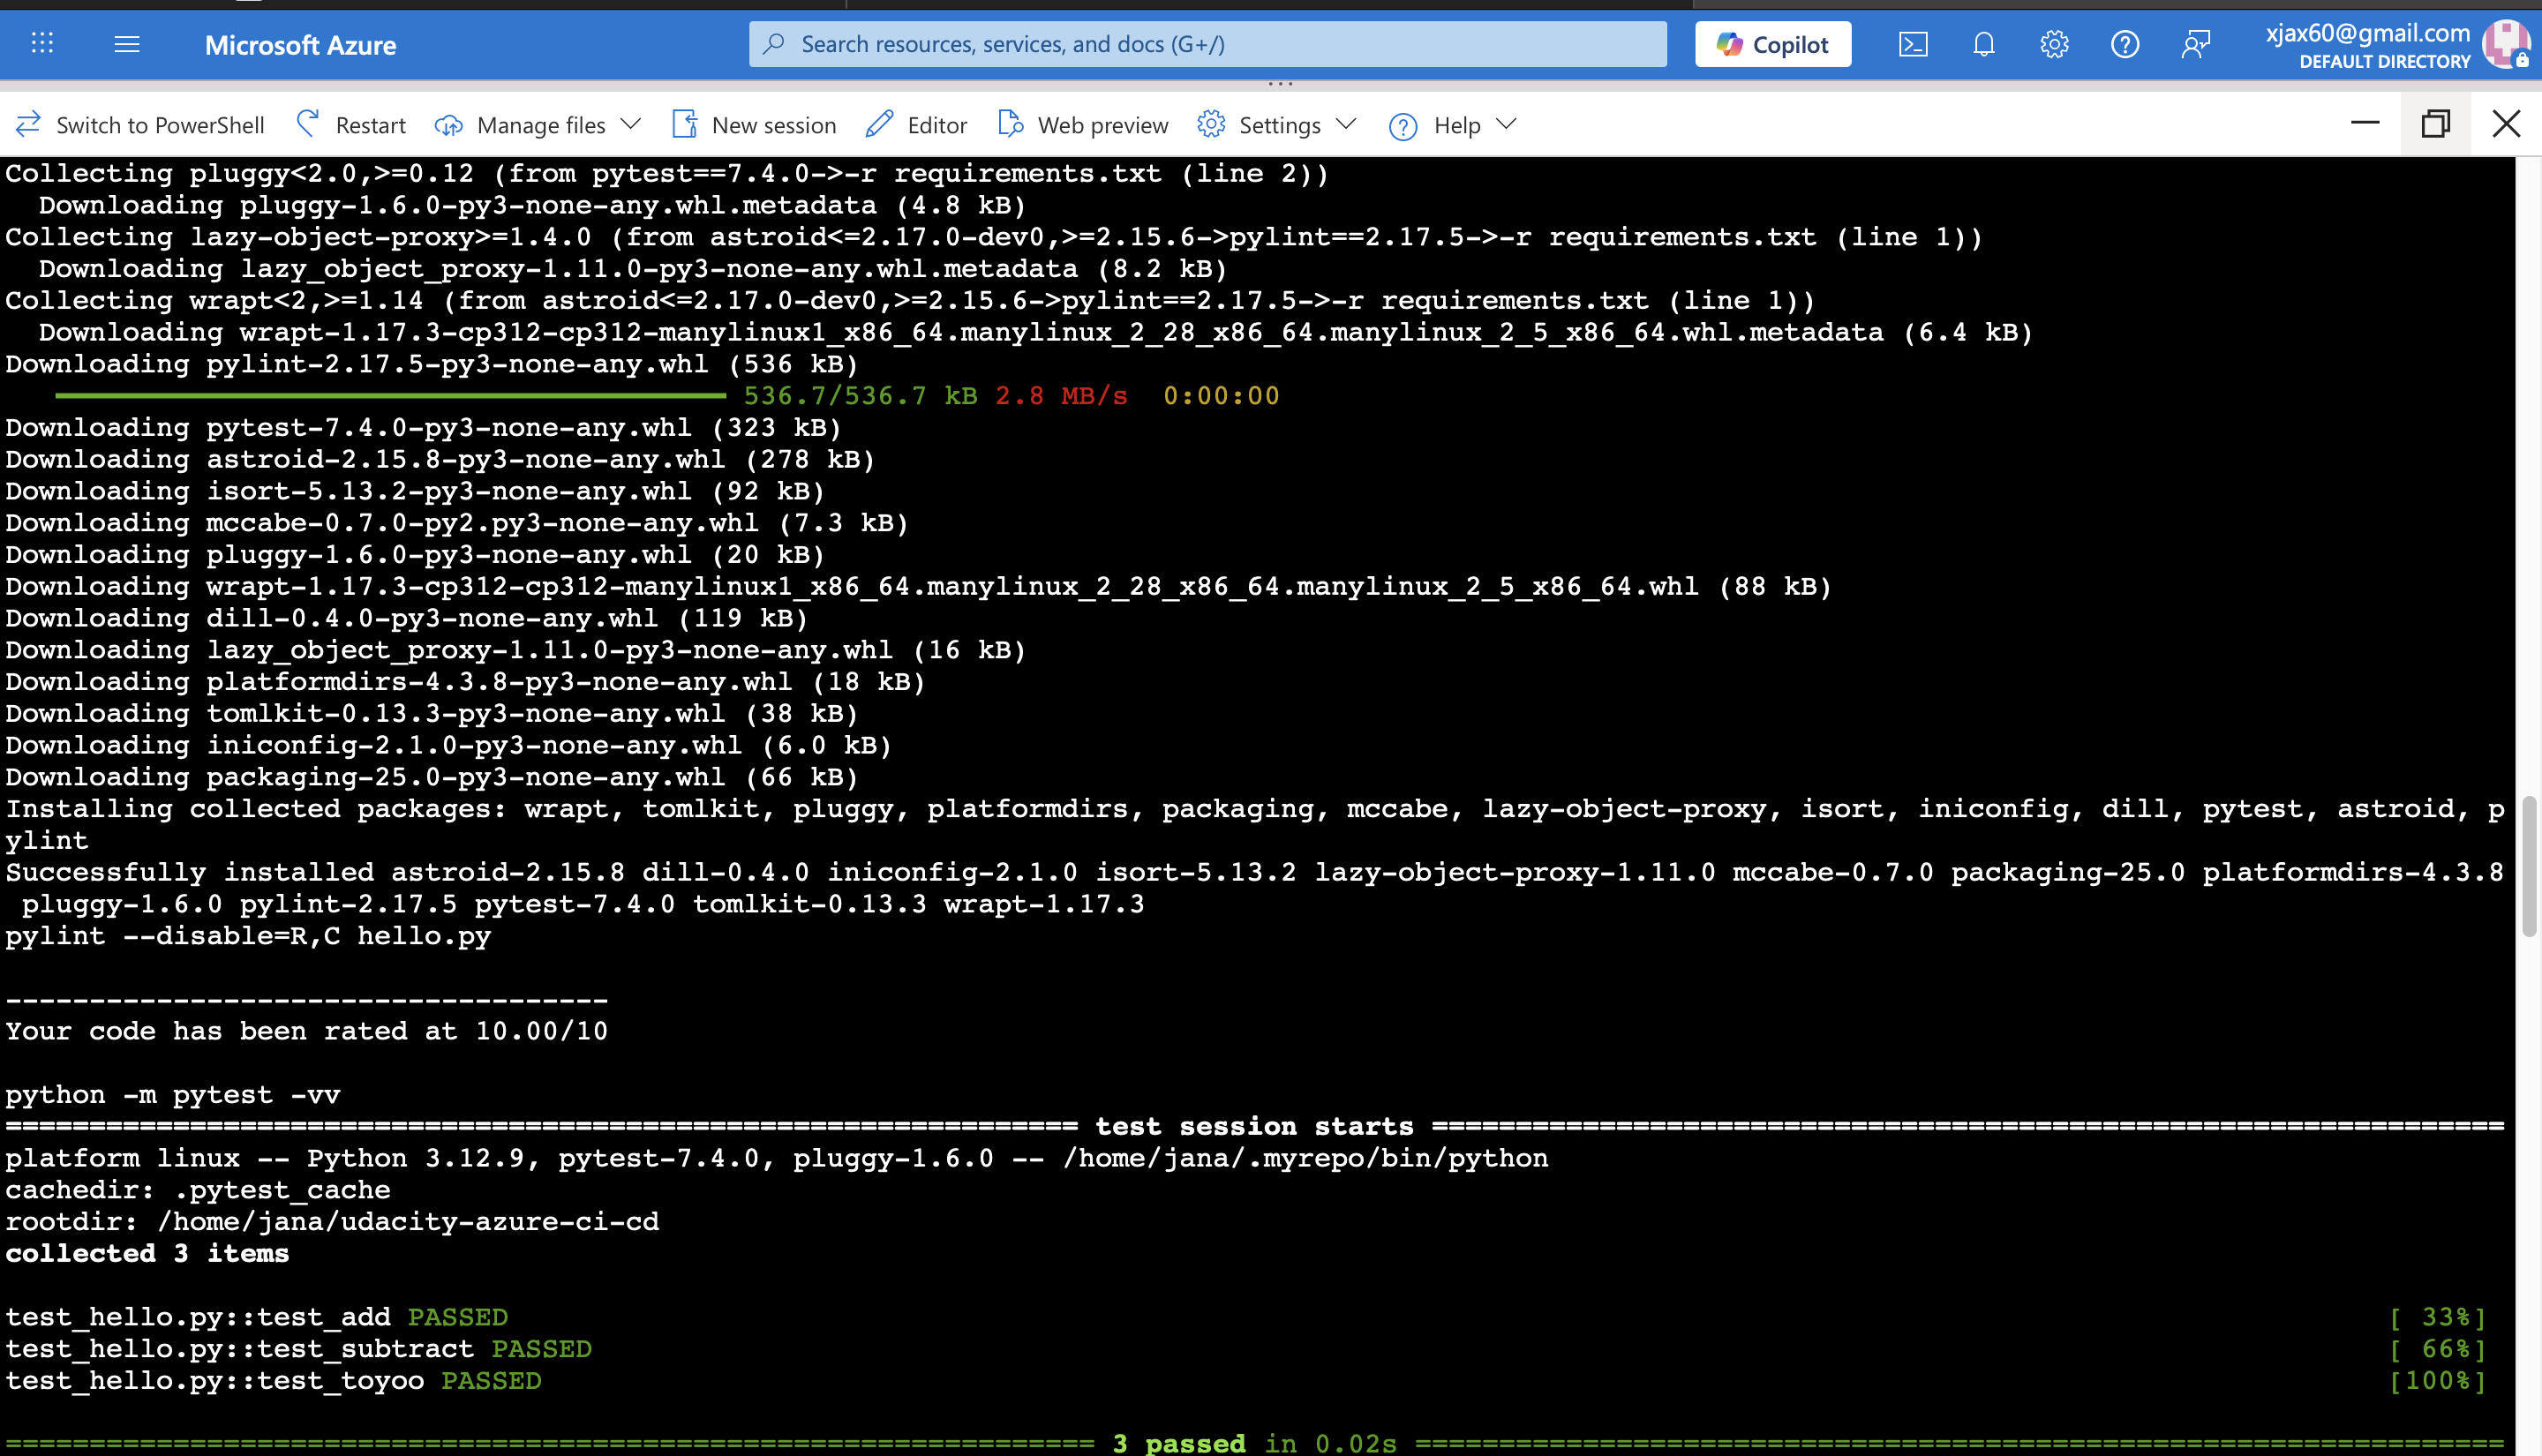 Microsoft Azure
Search resources, services, and docs (G+/)
Copilot
xjax60@gmail.com
DEFAULT DIRECTORY
Switch to PowerShell Restart Manage files New session Editor Web preview Settings Help
Collecting pluggy<2.0,>=0.12 (from pytest==7.4.0->-r requirements.txt (line 2))
  Downloading pluggy-1.6.0-py3-none-any.whl.metadata (4.8 kB)
Collecting lazy-object-proxy>=1.4.0 (from astroid<=2.17.0-dev0,>=2.15.6->pylint==2.17.5->-r requirements.txt (line 1))
  Downloading lazy_object_proxy-1.11.0-py3-none-any.whl.metadata (8.2 kB)
Collecting wrapt<2,>=1.14 (from astroid<=2.17.0-dev0,>=2.15.6->pylint==2.17.5->-r requirements.txt (line 1))
  Downloading wrapt-1.17.3-cp312-cp312-manylinux1_x86_64.manylinux_2_28_x86_64.manylinux_2_5_x86_64.whl.metadata (6.4 kB)
Downloading pylint-2.17.5-py3-none-any.whl (536 kB)
536.7/536.7 kB 2.8 MB/s 0:00:00
Downloading pytest-7.4.0-py3-none-any.whl (323 kB)
Downloading astroid-2.15.8-py3-none-any.whl (278 kB)
Downloading isort-5.13.2-py3-none-any.whl (92 kB)
Downloading mccabe-0.7.0-py2.py3-none-any.whl (7.3 kB)
Downloading pluggy-1.6.0-py3-none-any.whl (20 kB)
Downloading wrapt-1.17.3-cp312-cp312-manylinux1_x86_64.manylinux_2_28_x86_64.manylinux_2_5_x86_64.whl (88 kB)
Downloading dill-0.4.0-py3-none-any.whl (119 kB)
Downloading lazy_object_proxy-1.11.0-py3-none-any.whl (16 kB)
Downloading platformdirs-4.3.8-py3-none-any.whl (18 kB)
Downloading tomlkit-0.13.3-py3-none-any.whl (38 kB)
Downloading iniconfig-2.1.0-py3-none-any.whl (6.0 kB)
Downloading packaging-25.0-py3-none-any.whl (66 kB)
Installing collected packages: wrapt, tomlkit, pluggy, platformdirs, packaging, mccabe, lazy-object-proxy, isort, iniconfig, dill, pytest, astroid, p
ylint
Successfully installed astroid-2.15.8 dill-0.4.0 iniconfig-2.1.0 isort-5.13.2 lazy-object-proxy-1.11.0 mccabe-0.7.0 packaging-25.0 platformdirs-4.3.8
 pluggy-1.6.0 pylint-2.17.5 pytest-7.4.0 tomlkit-0.13.3 wrapt-1.17.3
pylint --disable=R,C hello.py
------------------------------------
Your code has been rated at 10.00/10
python -m pytest -vv
================================================================ test session starts ================================================================
platform linux -- Python 3.12.9, pytest-7.4.0, pluggy-1.6.0 -- /home/jana/.myrepo/bin/python
cachedir: .pytest_cache
rootdir: /home/jana/udacity-azure-ci-cd
collected 3 items
test_hello.py::test_add PASSED [ 33%]
test_hello.py::test_subtract PASSED [ 66%]
test_hello.py::test_toyoo PASSED [100%]
================================================================= 3 passed in 0.02s =================================================================